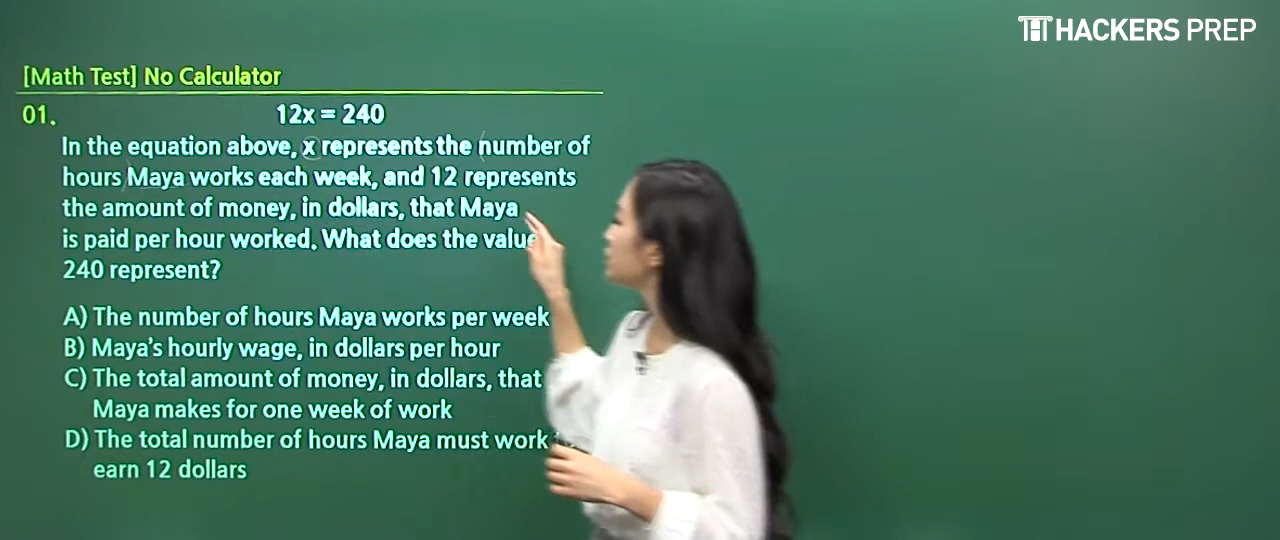 HACKERS PREP
[Math Test] No Calculator
01.
12x = 240
In the equation above, x represents the number of
hours Maya works each week, and 12 represents
the amount of money, in dollars, that Maya
is paid per hour worked. What does the value
240 represent?
A) The number of hours Maya works per week
B) Maya's hourly wage, in dollars per hour
C) The total amount of money, in dollars, that
Maya makes for one week of work
D) The total number of hours Maya must work
earn 12 dollars